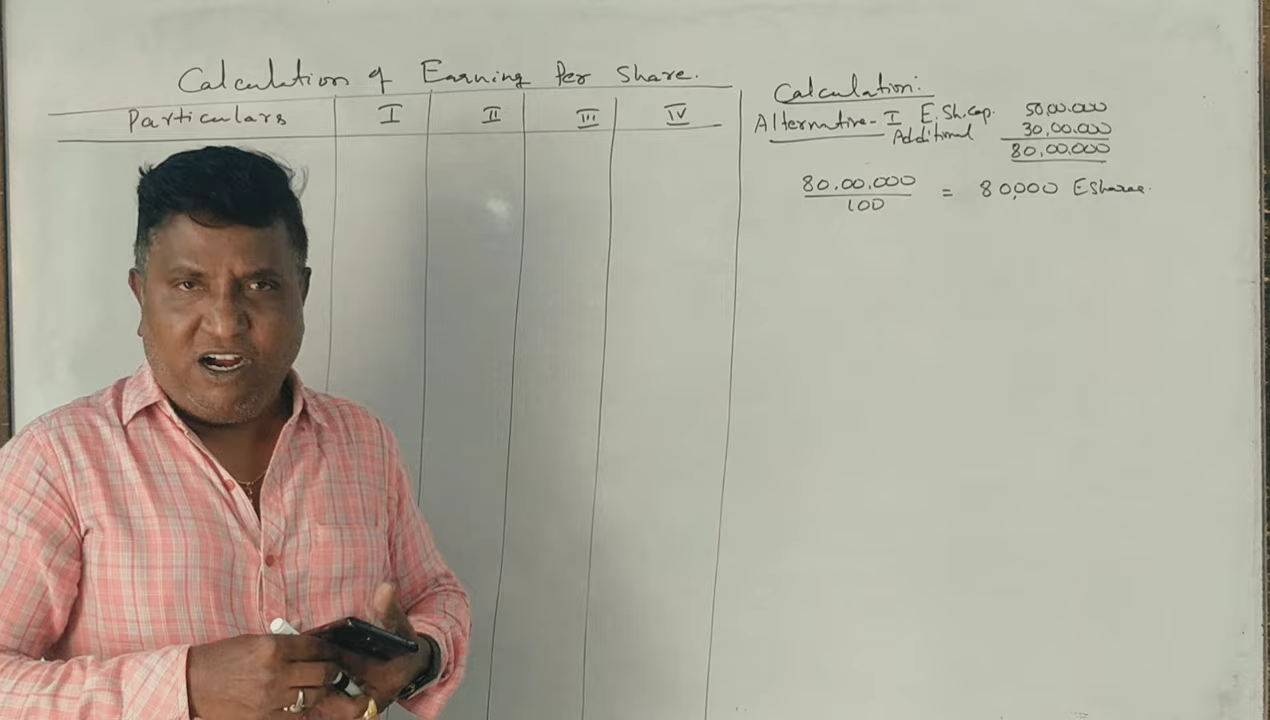 Calculation of Earning Per Share.
Particulars I II III IV
Calculation:
Alternative - I E. Sh. Cap. 50,00,000
Additional 30,00,000
80,00,000
80,00,000 / 100 = 80,000 E Shares.